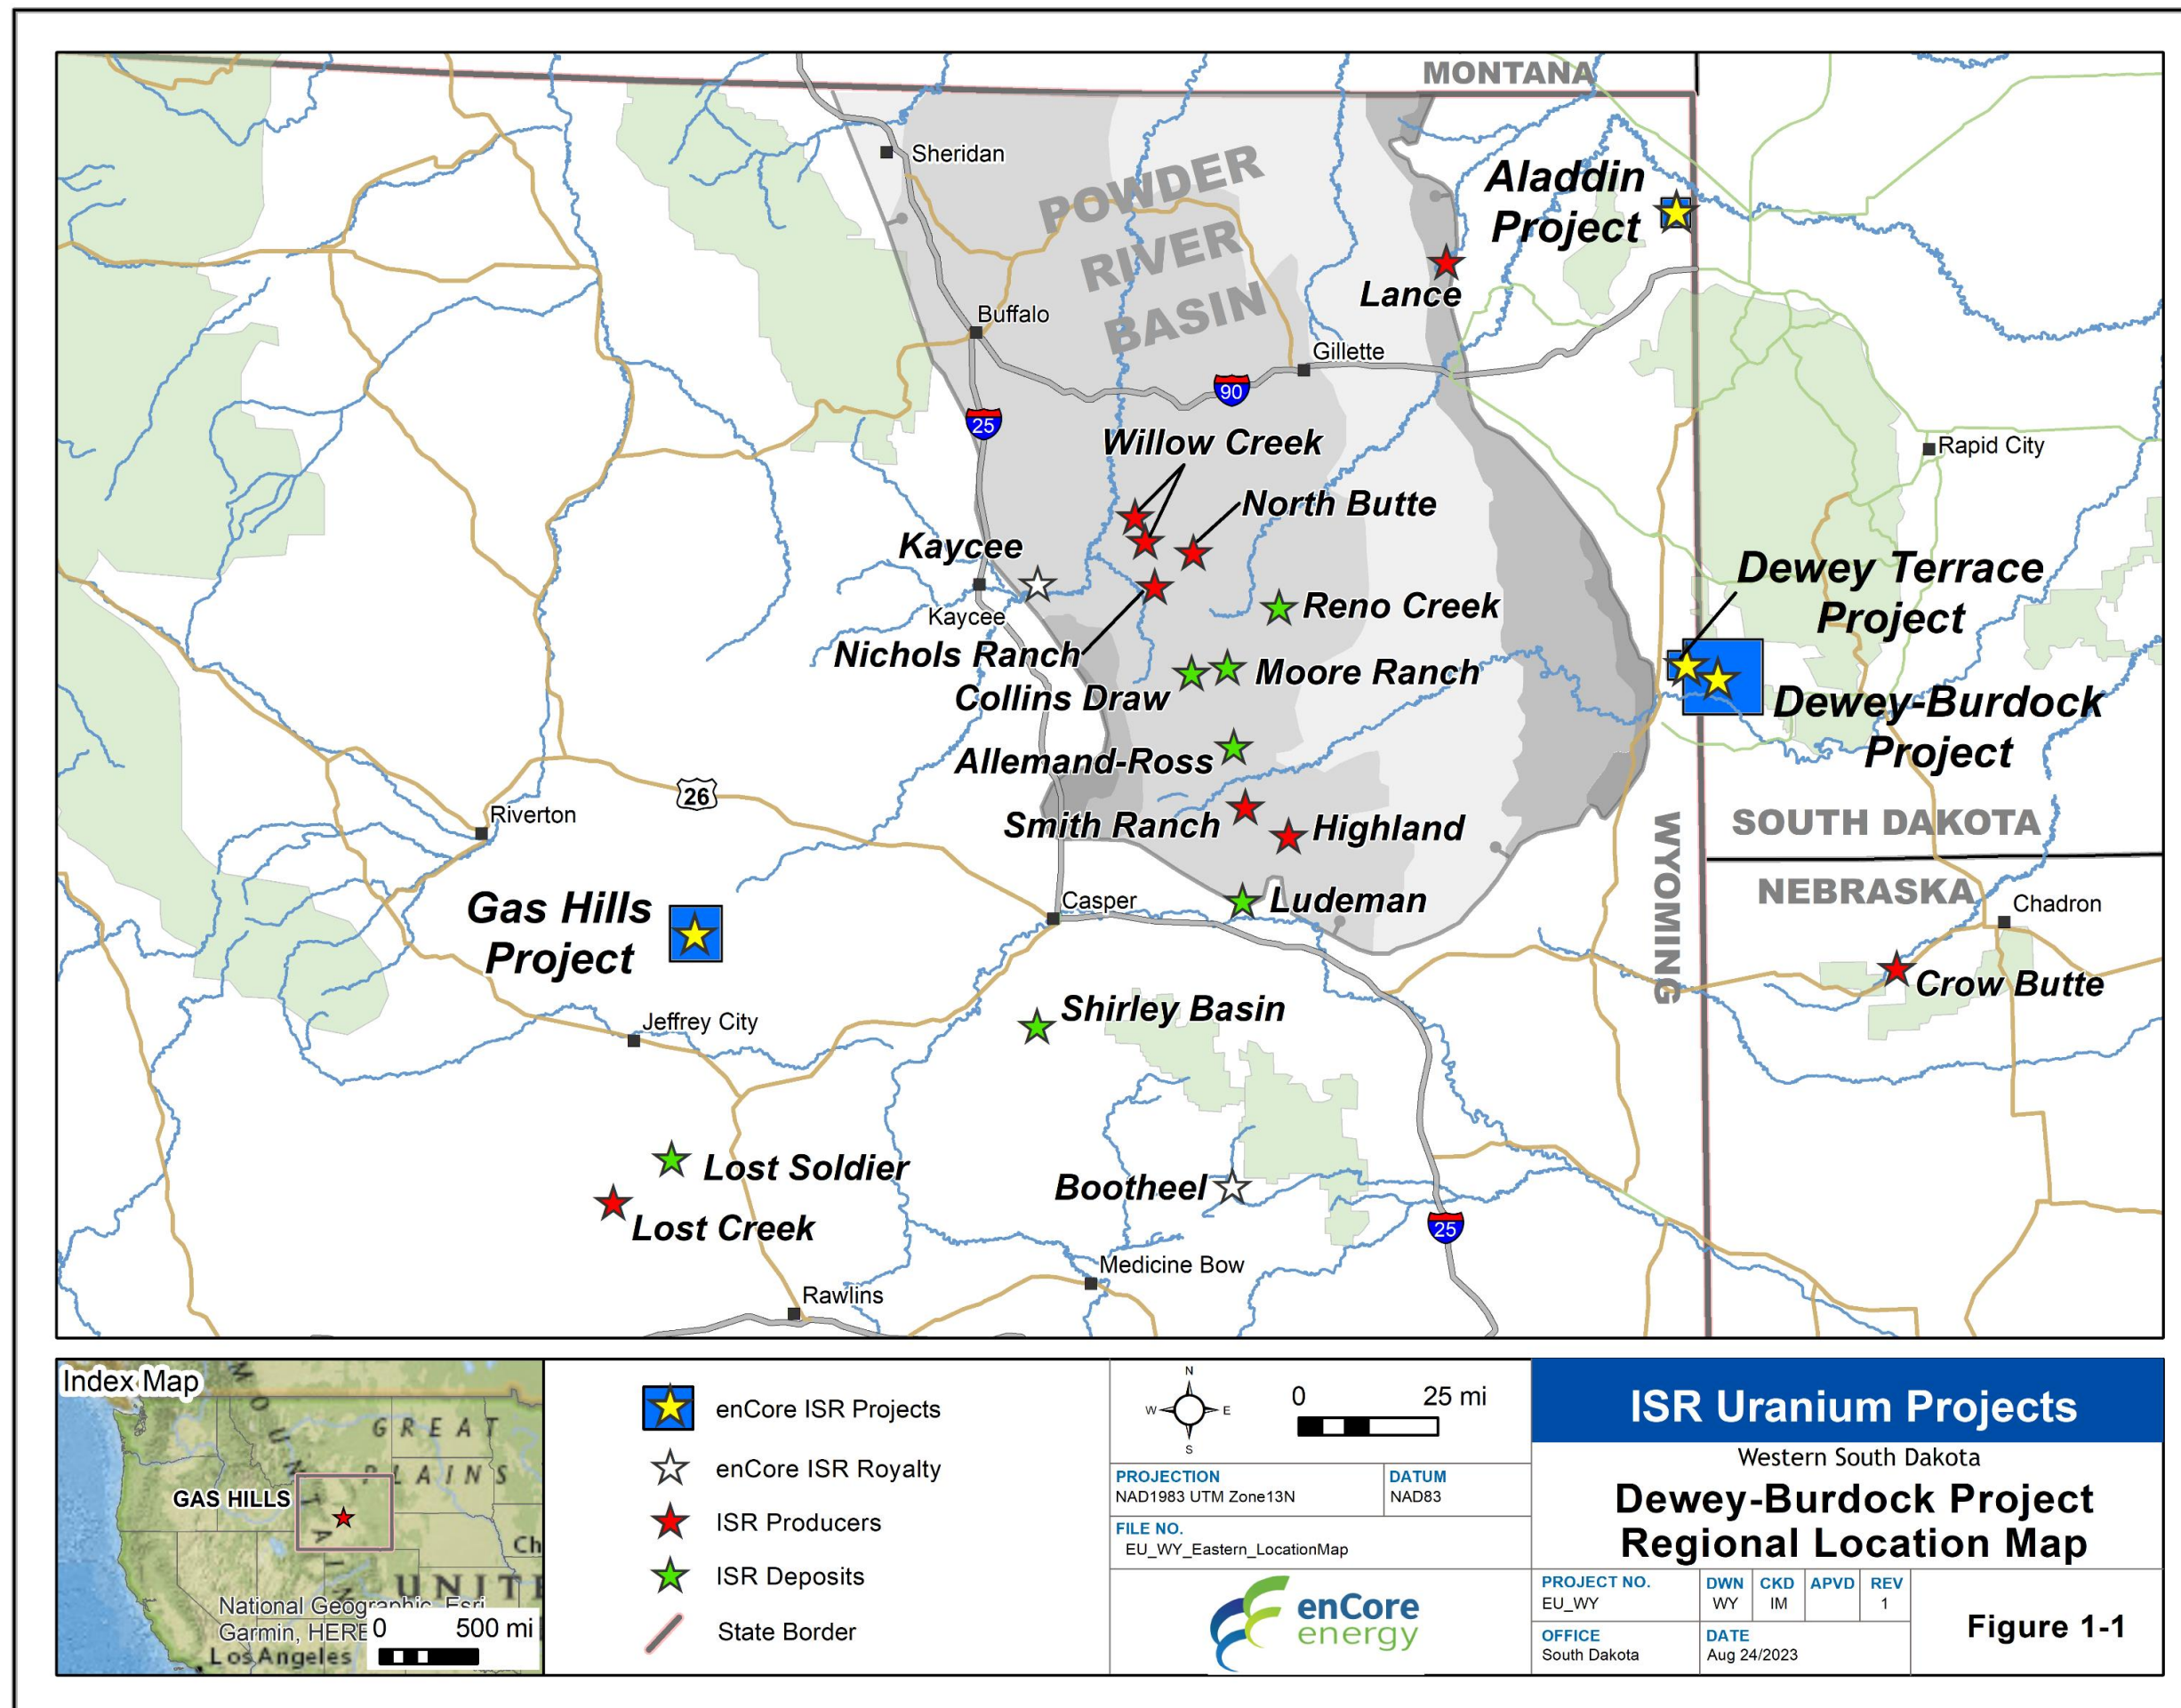 MONTANA
Sheridan
POWDER
RIVER
BASIN
Aladdin
Project
Lance
Buffalo
Gillette
90
25
Willow Creek
Rapid City
North Butte
Kaycee
Kaycee
Dewey Terrace
Project
Reno Creek
Nichols Ranch
Moore Ranch
Collins Draw
Dewey-Burdock
Project
Allemand-Ross
26
Riverton
Smith Ranch
Highland
WYOMING
SOUTH DAKOTA
NEBRASKA
Gas Hills
Project
Casper
Ludeman
Chadron
Crow Butte
Shirley Basin
Jeffrey City
Lost Soldier
Lost Creek
Bootheel
25
Medicine Bow
Rawlins
Index Map
GREAT
PLAINS
GAS HILLS
National Geographic, Esri
Garmin, HERE
Los Angeles
0 500 mi
enCore ISR Projects
enCore ISR Royalty
ISR Producers
ISR Deposits
State Border
N
W E
S
0 25 mi
PROJECTION
NAD1983 UTM Zone13N
DATUM
NAD83
FILE NO.
EU_WY_Eastern_LocationMap
enCore
energy
ISR Uranium Projects
Western South Dakota
Dewey-Burdock Project
Regional Location Map
PROJECT NO.
EU_WY
DWN
WY
CKD
IM
APVD
REV
1
OFFICE
South Dakota
DATE
Aug 24/2023
Figure 1-1